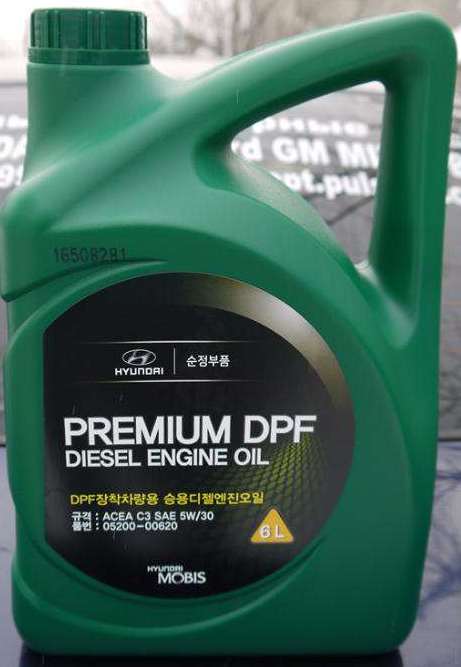 16508281
HYUNDAI
순정부품
PREMIUM DPF
DIESEL ENGINE OIL
DPF장착차량용 승용디젤엔진오일
규격 : ACEA C3 SAE 5W/30
품번 : 05200-00620
6L
HYUNDAI
MOBIS
GM